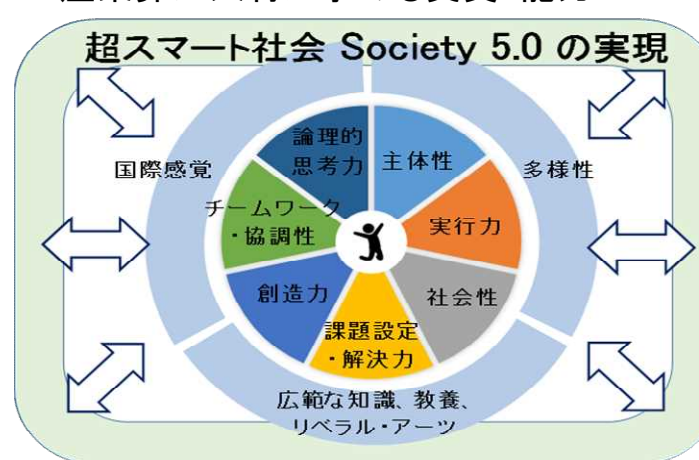 超スマート社会 Society 5.0 の実現
国際感覚
多様性
論理的
思考力
主体性
チームワーク
・協調性
実行力
創造力
社会性
課題設定
・解決力
広範な知識、教養、
リベラル・アーツ